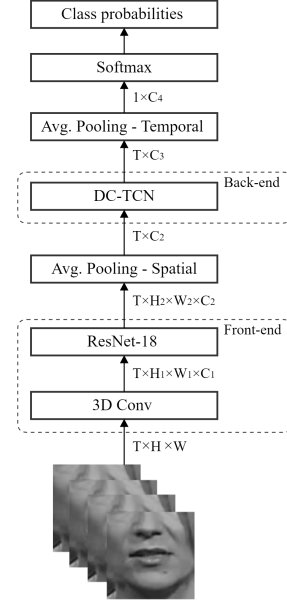 Class probabilities
Softmax
1×C₄
Avg. Pooling - Temporal
T×C₃
Back-end
DC-TCN
T×C₂
Avg. Pooling - Spatial
T×H₂×W₂×C₂
Front-end
ResNet-18
T×H₁×W₁×C₁
3D Conv
T×H×W